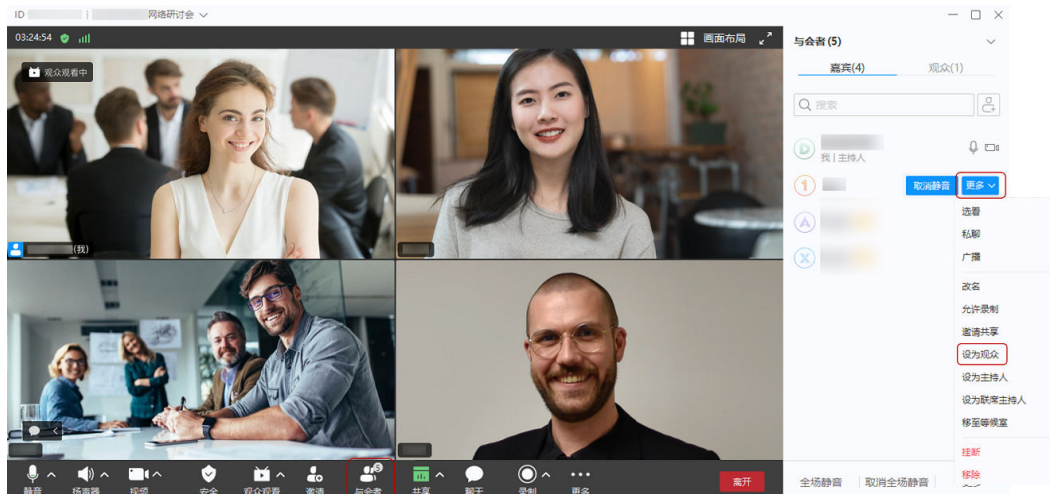 ID 网络研讨会
03:24:54
画面布局
观众观看中
(我)
静音
扬声器
视频
安全
观众观看
邀请
5
与会者
共享
聊天
录制
更多
离开
与会者 (5)
嘉宾(4) 观众(1)
搜索
D
我 | 主持人
1 取消静音 更多
A
X
选看
私聊
广播
改名
允许录制
邀请共享
设为观众
设为主持人
设为联席主持人
移至等候室
挂断
移除
全场静音 取消全场静音